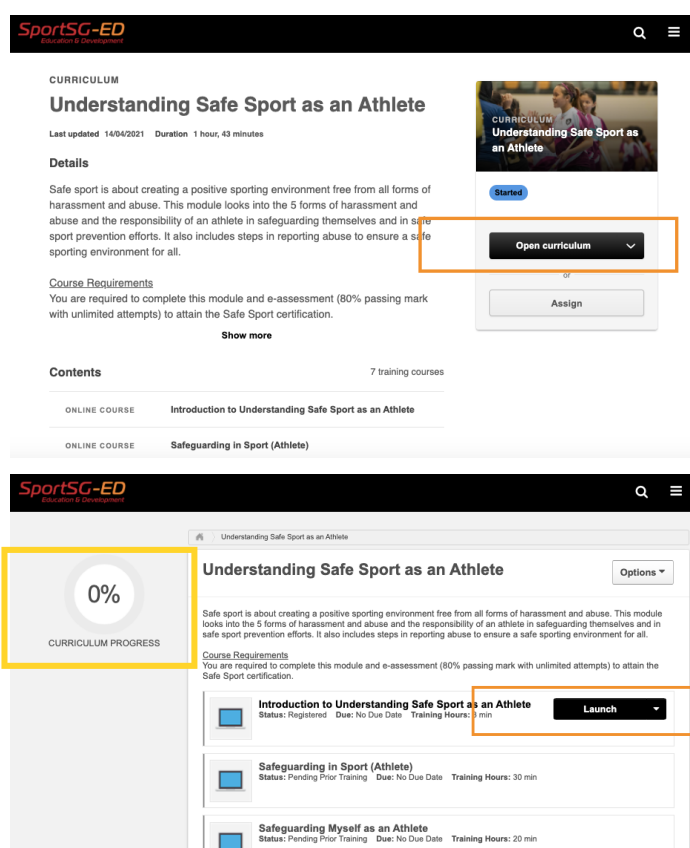 SportSG-ED
Education & Development
CURRICULUM
Understanding Safe Sport as an Athlete
Last updated 14/04/2021 Duration 1 hour, 43 minutes
Details
Safe sport is about creating a positive sporting environment free from all forms of
harassment and abuse. This module looks into the 5 forms of harassment and
abuse and the responsibility of an athlete in safeguarding themselves and in safe
sport prevention efforts. It also includes steps in reporting abuse to ensure a safe
sporting environment for all.
Course Requirements
You are required to complete this module and e-assessment (80% passing mark
with unlimited attempts) to attain the Safe Sport certification.
Show more
Contents
7 training courses
ONLINE COURSE Introduction to Understanding Safe Sport as an Athlete
ONLINE COURSE Safeguarding in Sport (Athlete)
CURRICULUM
Understanding Safe Sport as
an Athlete
Started
Open curriculum
or
Assign
SportSG-ED
Education & Development
Understanding Safe Sport as an Athlete
0%
CURRICULUM PROGRESS
Understanding Safe Sport as an Athlete
Options
Safe sport is about creating a positive sporting environment free from all forms of harassment and abuse. This module
looks into the 5 forms of harassment and abuse and the responsibility of an athlete in safeguarding themselves and in
safe sport prevention efforts. It also includes steps in reporting abuse to ensure a safe sporting environment for all.
Course Requirements
You are required to complete this module and e-assessment (80% passing mark with unlimited attempts) to attain the
Safe Sport certification.
Introduction to Understanding Safe Sport as an Athlete
Status: Registered Due: No Due Date Training Hours: min
Launch
Safeguarding in Sport (Athlete)
Status: Pending Prior Training Due: No Due Date Training Hours: 30 min
Safeguarding Myself as an Athlete
Status: Pending Prior Training Due: No Due Date Training Hours: 20 min